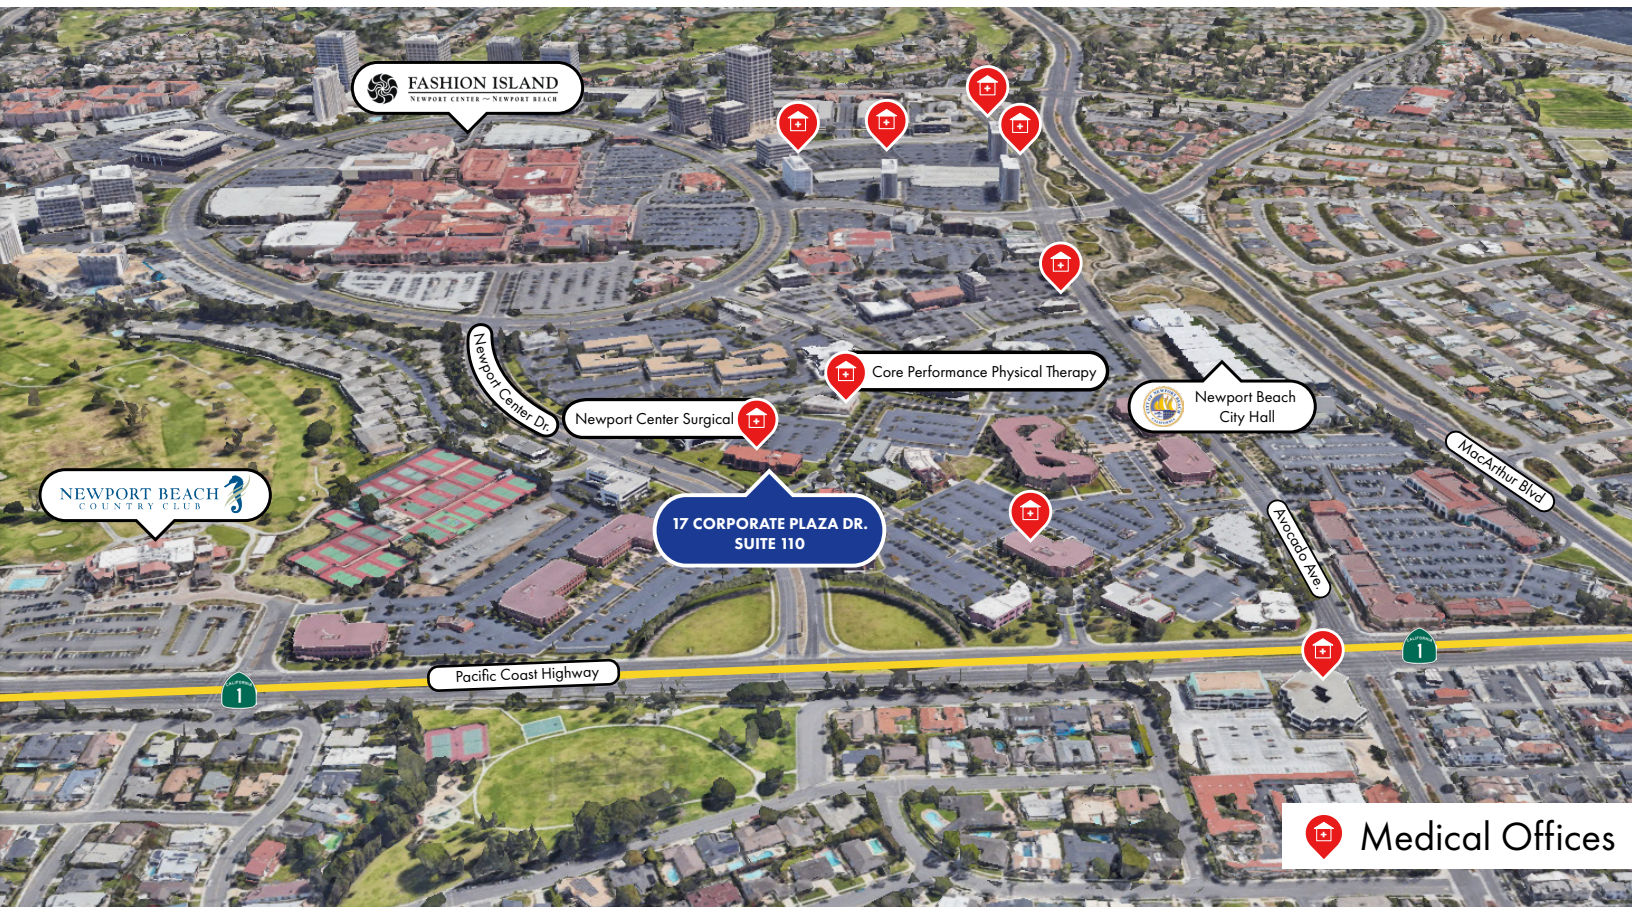 FASHION ISLAND
NEWPORT CENTER ~ NEWPORT BEACH
Newport Center Dr.
Core Performance Physical Therapy
Newport Center Surgical
Newport Beach
City Hall
MacArthur Blvd
NEWPORT BEACH
COUNTRY CLUB
17 CORPORATE PLAZA DR.
SUITE 110
Avocado Ave.
CALIFORNIA
1
Pacific Coast Highway
CALIFORNIA
1
Medical Offices